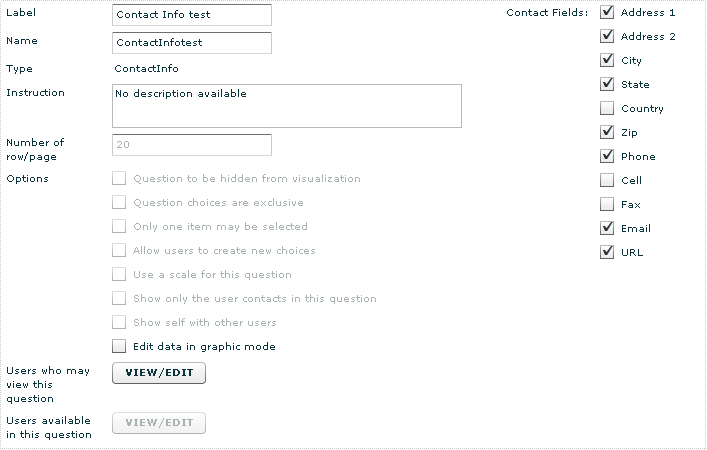 Label
Contact Info test
Name
ContactInfotest
Type
ContactInfo
Instruction
No description available
Number of
row/page
20
Options
Question to be hidden from visualization
Question choices are exclusive
Only one item may be selected
Allow users to create new choices
Use a scale for this question
Show only the user contacts in this question
Show self with other users
Edit data in graphic mode
Users who may
view this
question
VIEW/EDIT
Users available
in this question
VIEW/EDIT
Contact Fields:
Address 1
Address 2
City
State
Country
Zip
Phone
Cell
Fax
Email
URL